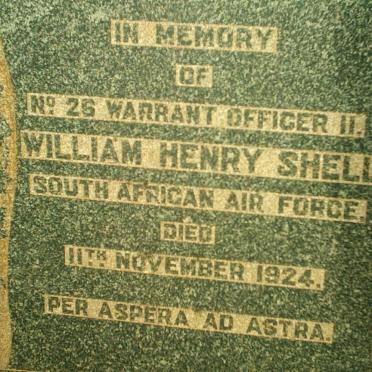 IN MEMORY
OF
Nº 26 WARRANT OFFICER II.
WILLIAM HENRY SHELL
SOUTH AFRICAN AIR FORCE.
DIED
11TH NOVEMBER 1924.
PER ASPERA AD ASTRA.